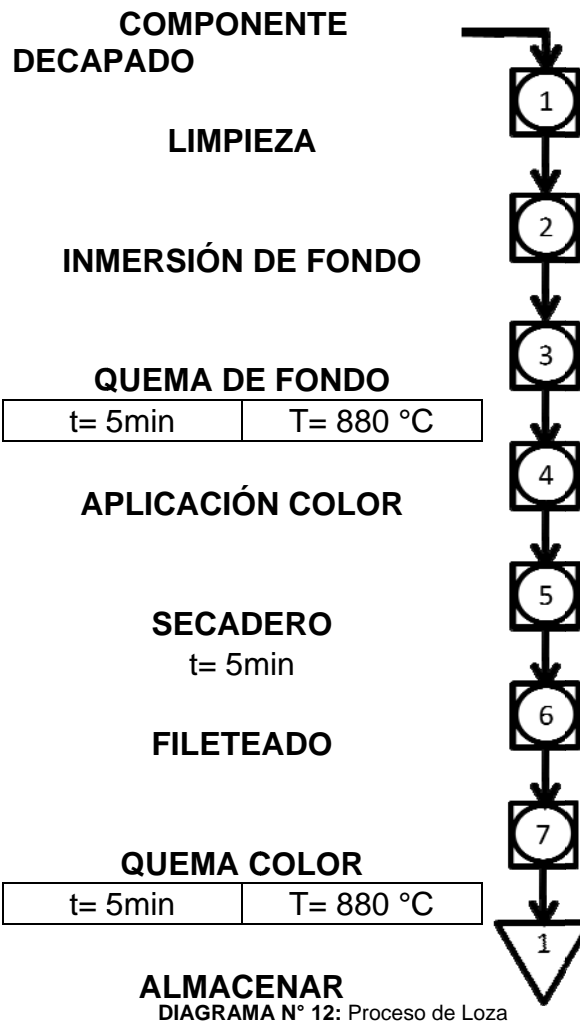 COMPONENTE
DECAPADO
1
LIMPIEZA
2
INMERSIÓN DE FONDO
3
QUEMA DE FONDO
t= 5min T= 880 °C
4
APLICACIÓN COLOR
5
SECADERO
t= 5min
6
FILETEADO
7
QUEMA COLOR
t= 5min T= 880 °C
1
ALMACENAR
DIAGRAMA N° 12: Proceso de Loza